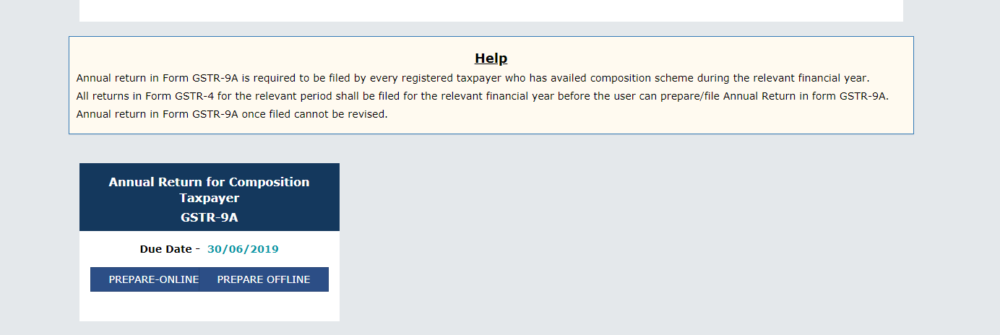 Help
Annual return in Form GSTR-9A is required to be filed by every registered taxpayer who has availed composition scheme during the relevant financial year.
All returns in Form GSTR-4 for the relevant period shall be filed for the relevant financial year before the user can prepare/file Annual Return in form GSTR-9A.
Annual return in Form GSTR-9A once filed cannot be revised.
Annual Return for Composition
Taxpayer
GSTR-9A
Due Date - 30/06/2019
PREPARE-ONLINE PREPARE OFFLINE